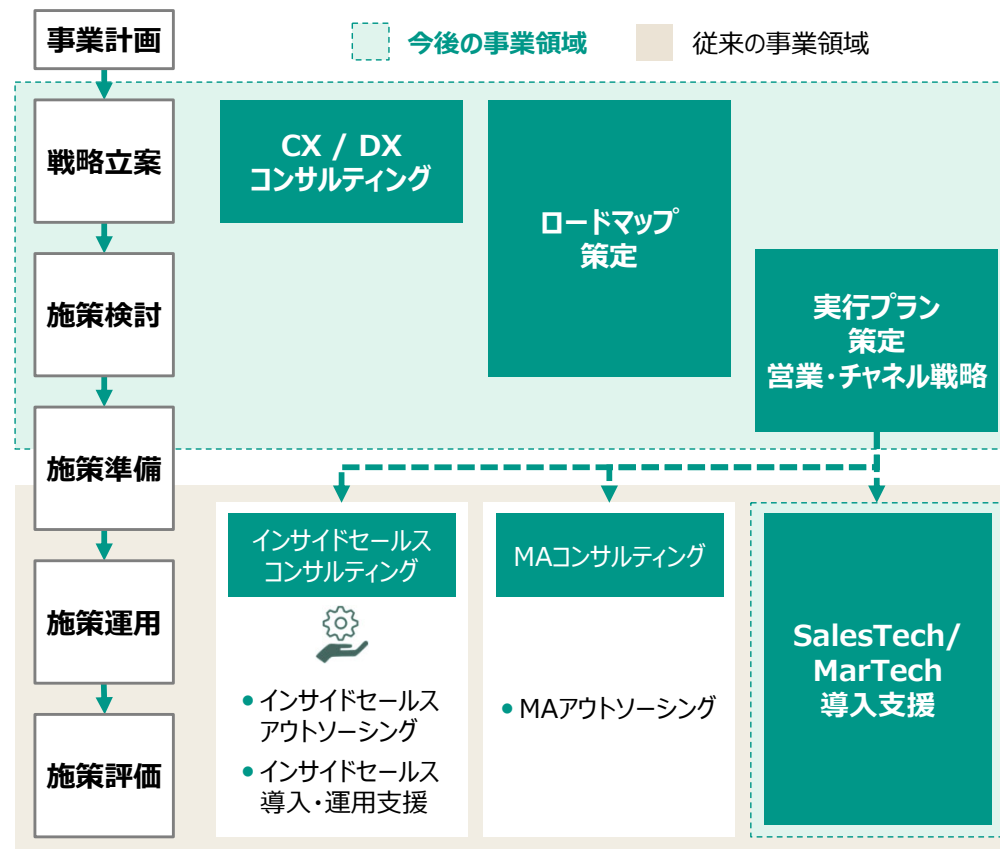 事業計画
今後の事業領域
従来の事業領域
戦略立案
CX / DX
コンサルティング
ロードマップ
策定
施策検討
実行プラン
策定
営業・チャネル戦略
施策準備
インサイドセールス
コンサルティング
MAコンサルティング
施策運用
SalesTech/
MarTech
導入支援
• インサイドセールス
アウトソーシング
• MAアウトソーシング
施策評価
• インサイドセールス
導入・運用支援